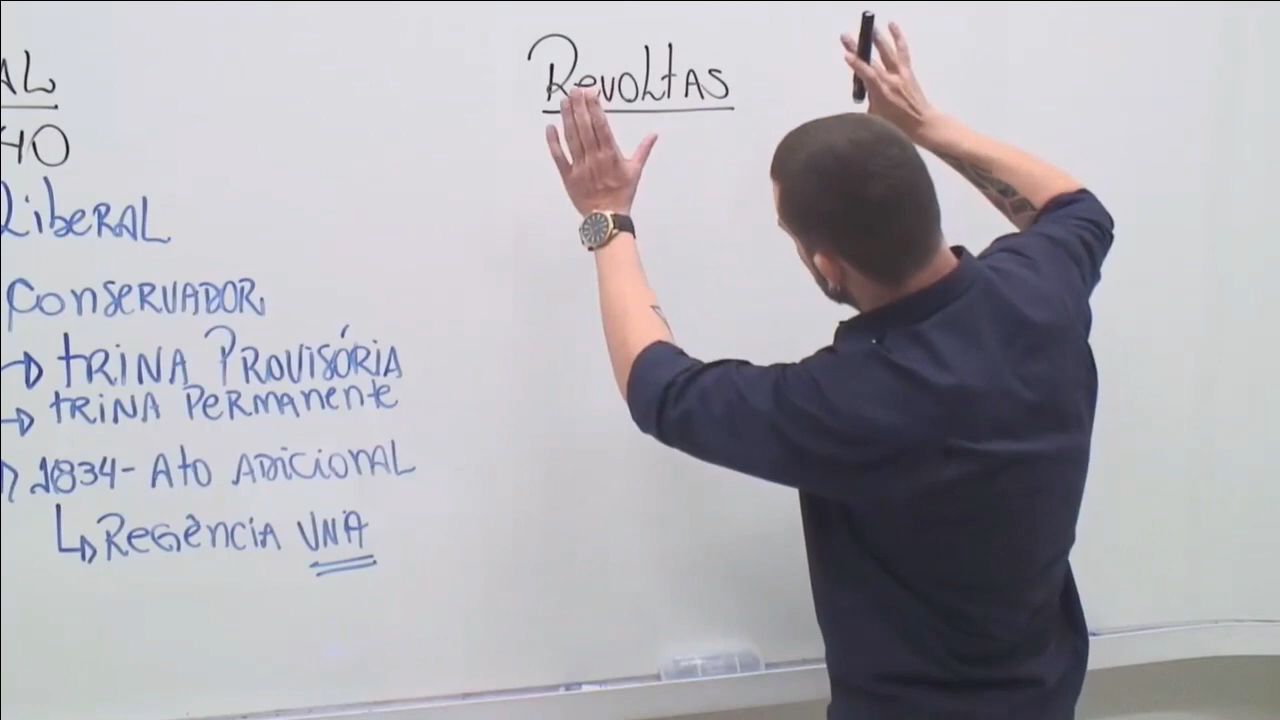 AL
40
Liberal
Conservador
→ Trina Provisória
→ Trina Permanente
1834- Ato Adicional
↳ Regência Una
Revoltas